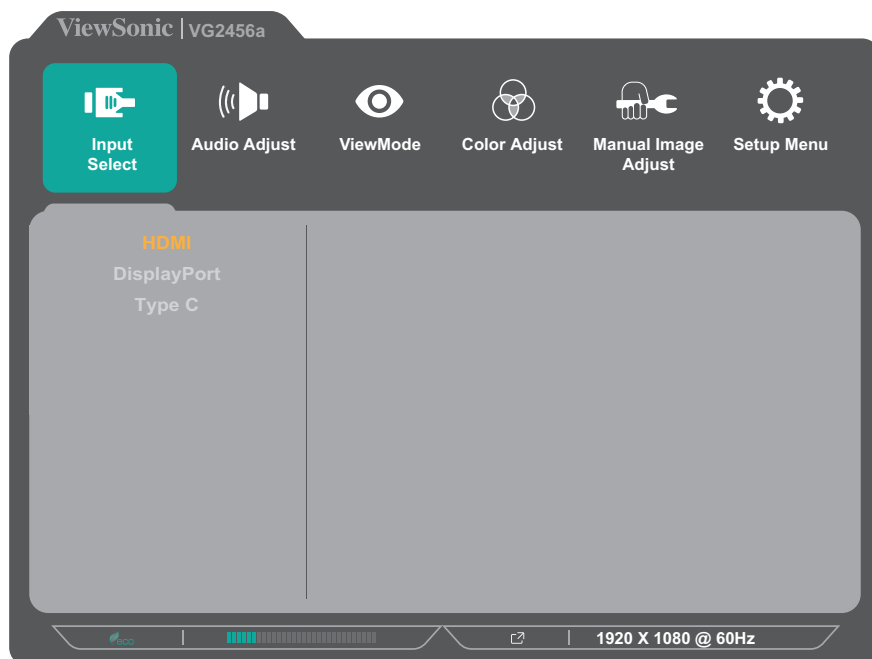 ViewSonic | VG2456a
Input
Select
Audio Adjust
ViewMode
Color Adjust
Manual Image
Adjust
Setup Menu
HDMI
DisplayPort
Type C
eco
1920 X 1080 @ 60Hz